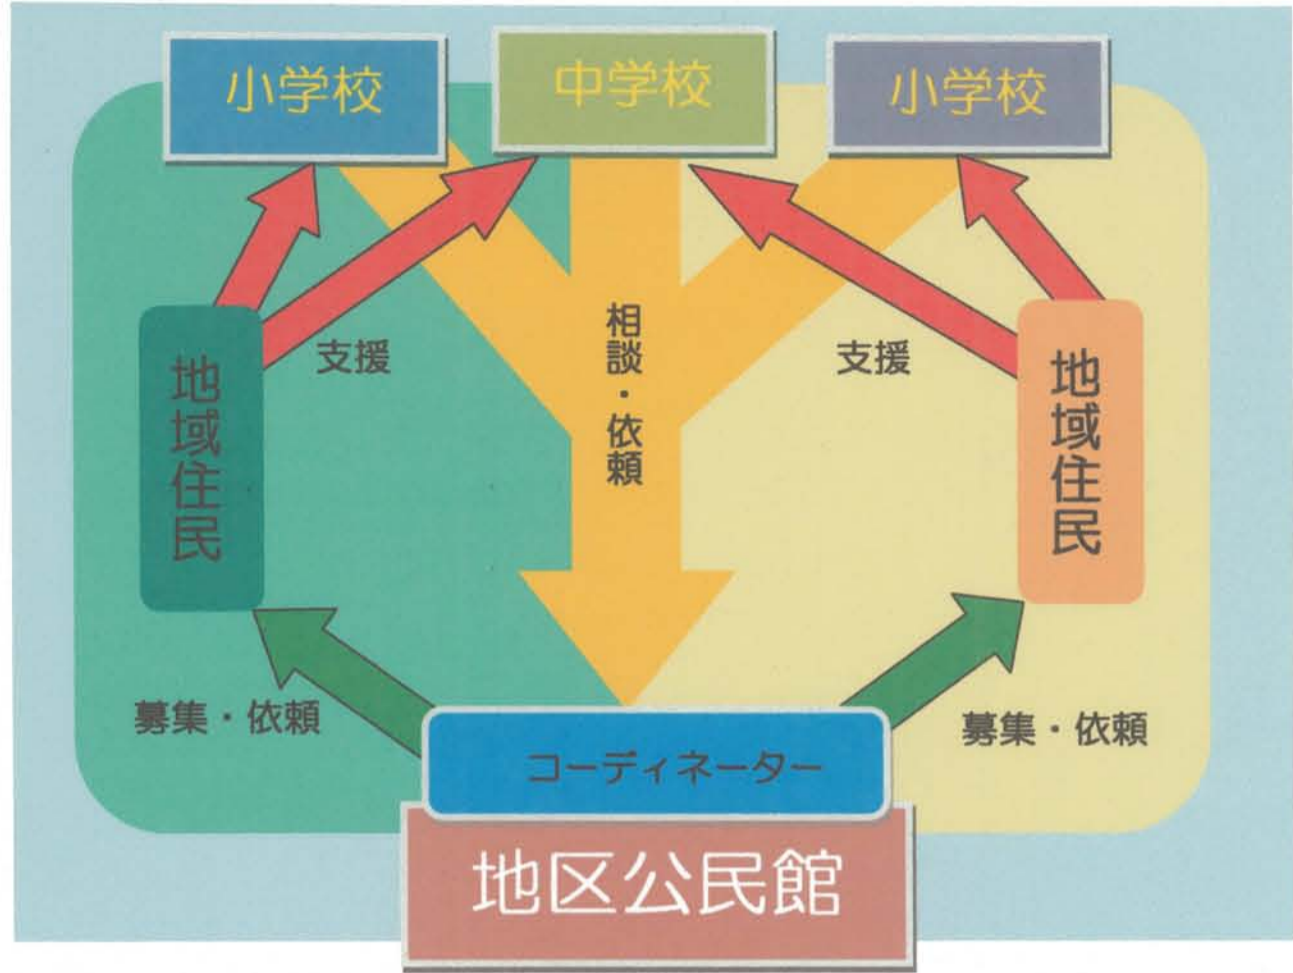 小学校
中学校
小学校
相談・依頼
支援
支援
地域住民
地域住民
募集・依頼
募集・依頼
コーディネーター
地区公民館